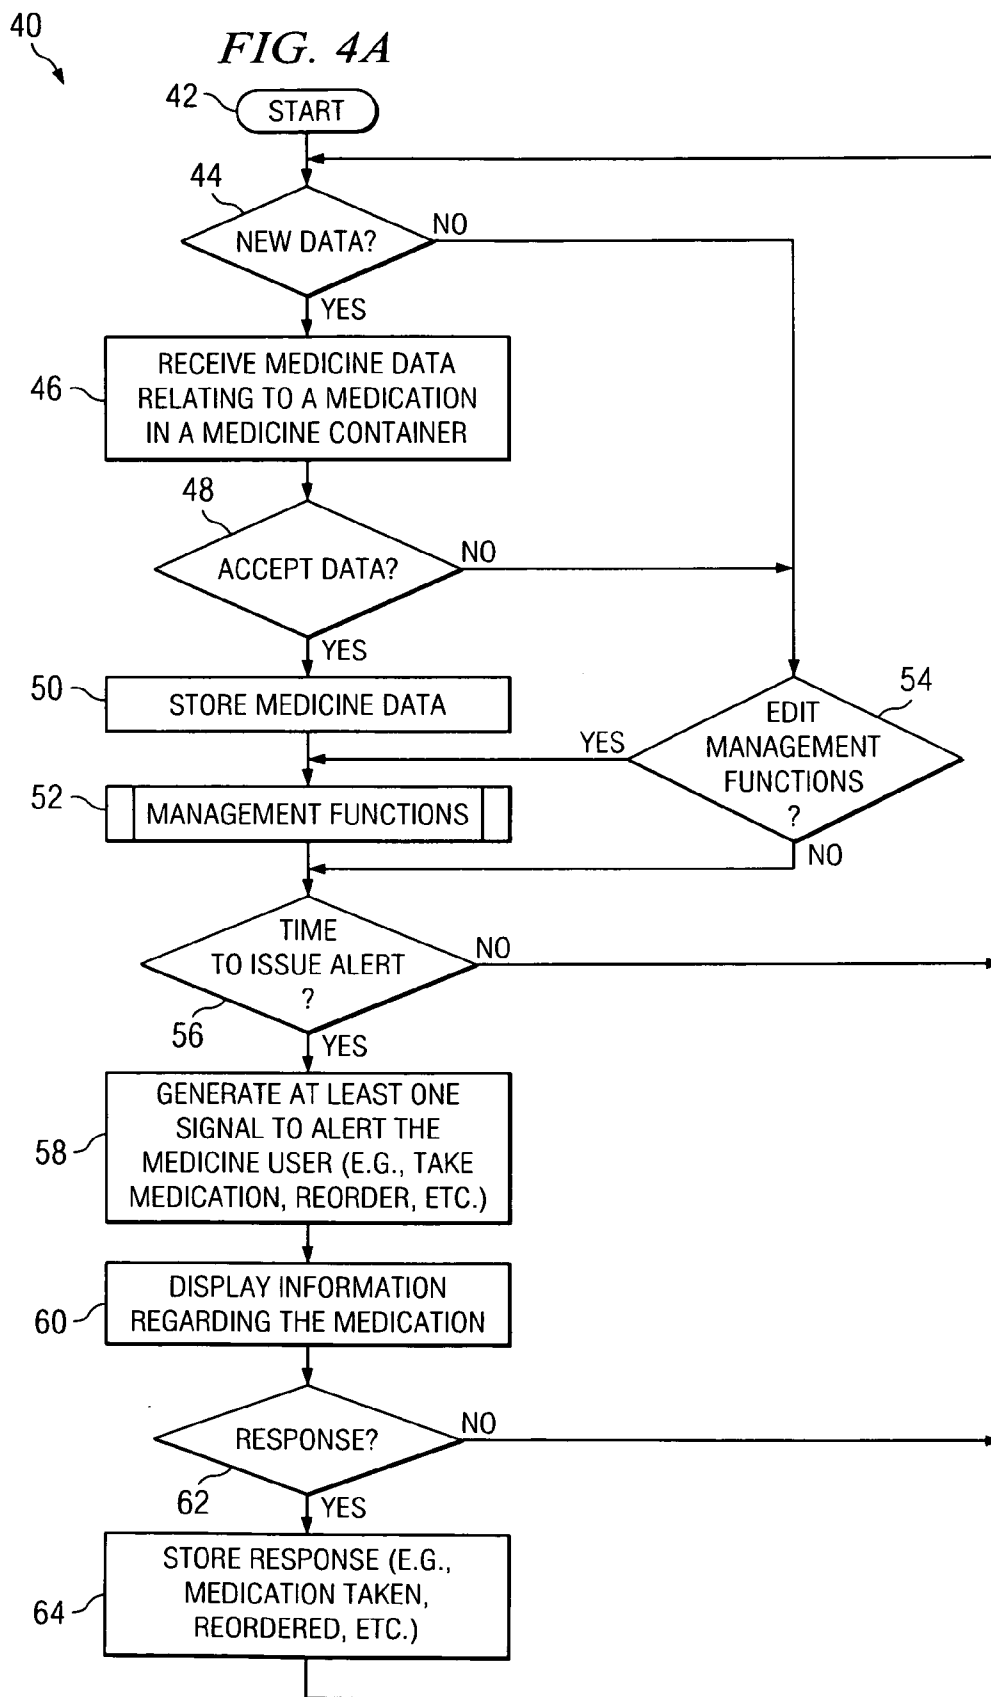 40
FIG. 4A
42
START
44
NEW DATA?
NO
YES
46
RECEIVE MEDICINE DATA
RELATING TO A MEDICATION
IN A MEDICINE CONTAINER
48
ACCEPT DATA?
NO
YES
50
STORE MEDICINE DATA
54
EDIT
MANAGEMENT
FUNCTIONS
?
YES
NO
52
MANAGEMENT FUNCTIONS
TIME
TO ISSUE ALERT
?
NO
56
YES
58
GENERATE AT LEAST ONE
SIGNAL TO ALERT THE
MEDICINE USER (E.G., TAKE
MEDICATION, REORDER, ETC.)
60
DISPLAY INFORMATION
REGARDING THE MEDICATION
RESPONSE?
NO
62
YES
64
STORE RESPONSE (E.G.,
MEDICATION TAKEN,
REORDERED, ETC.)